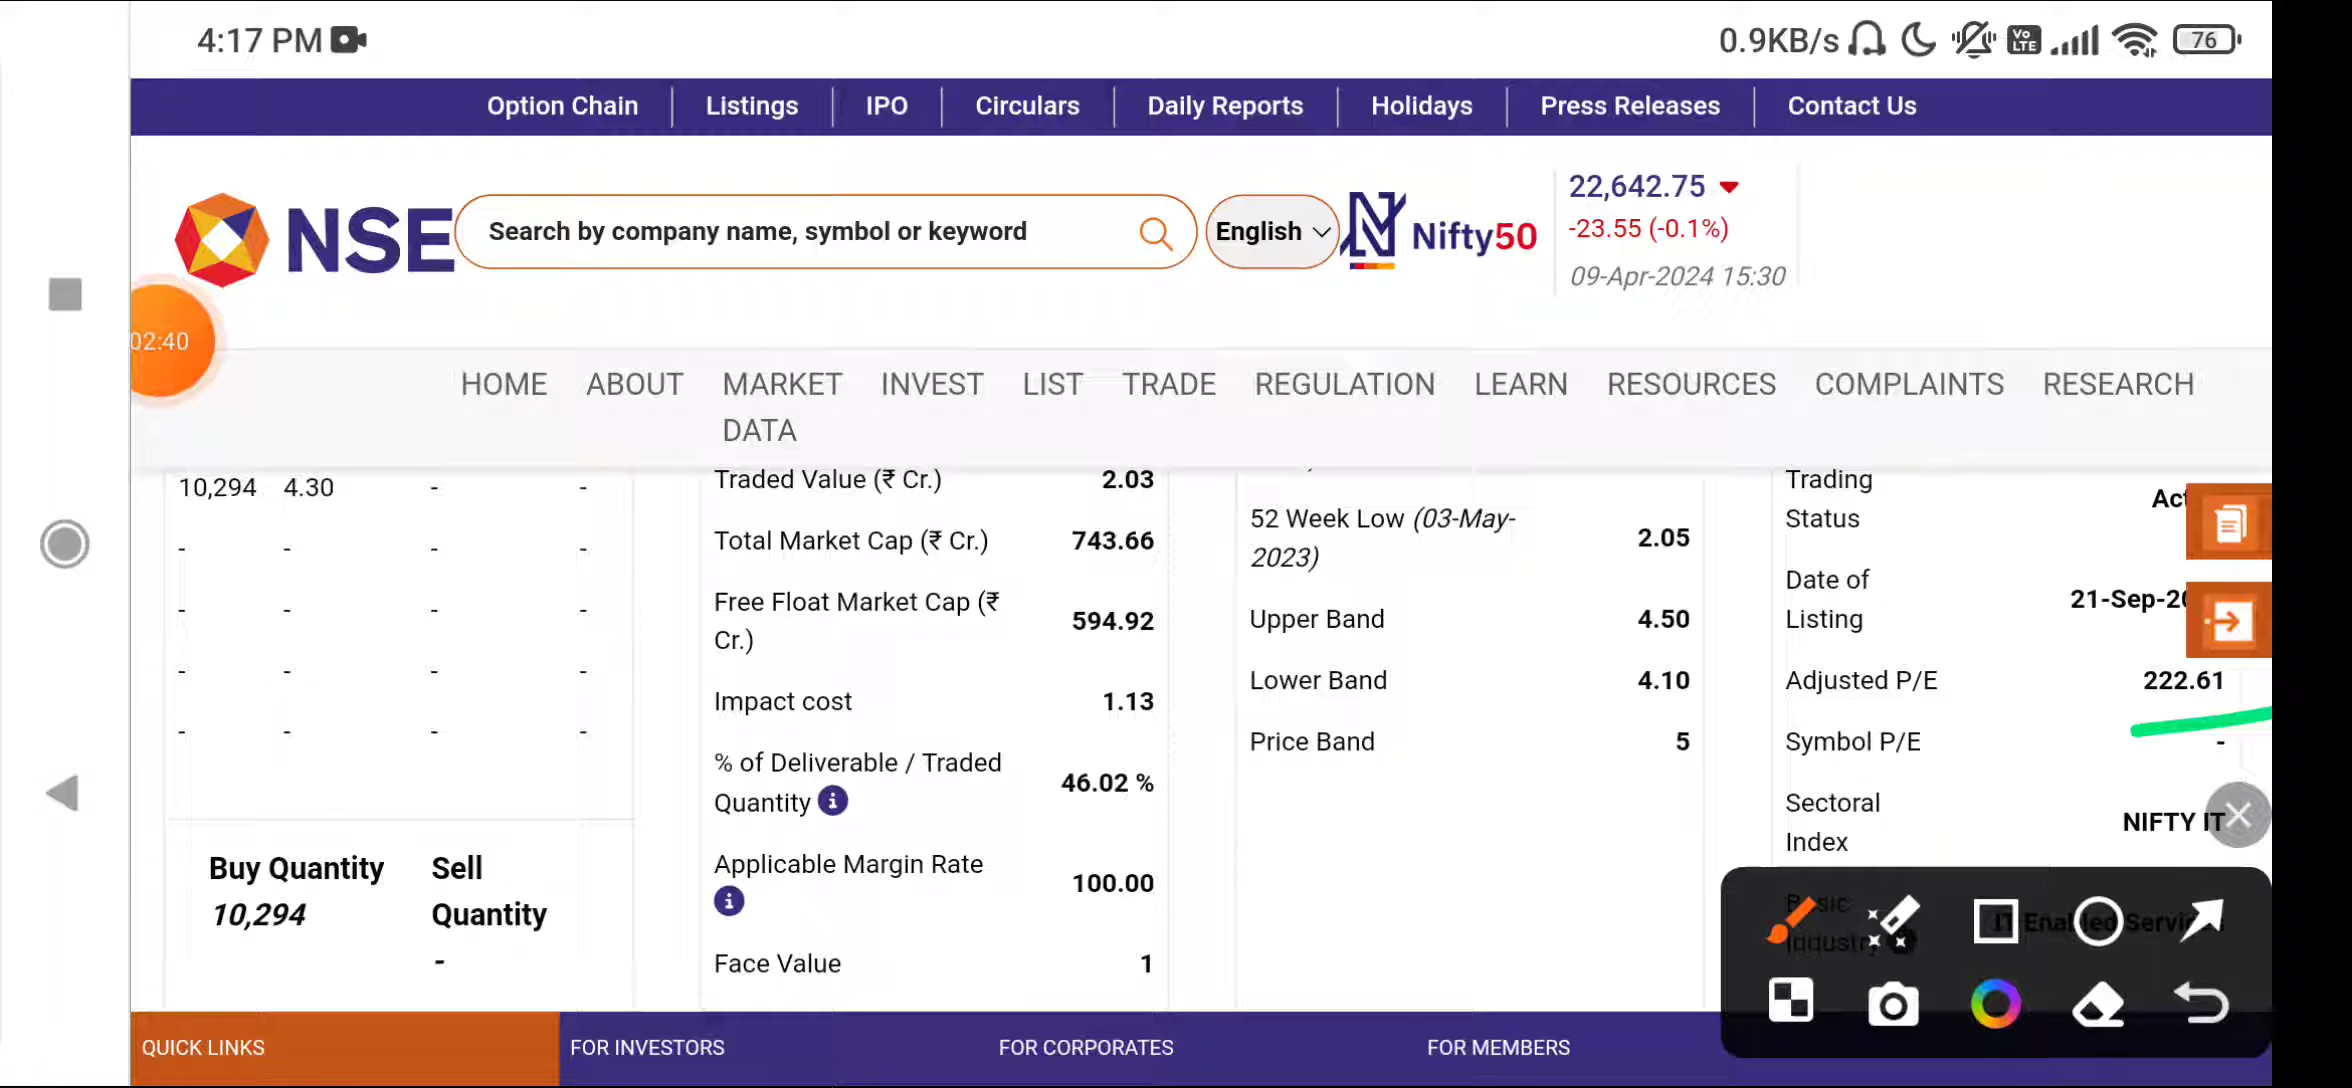 4:17 PM
0.9KB/s
Vo LTE
76
Option Chain Listings IPO Circulars Daily Reports Holidays Press Releases Contact Us
NSE
Search by company name, symbol or keyword
English
Nifty50
22,642.75
-23.55 (-0.1%)
09-Apr-2024 15:30
02:40
HOME ABOUT MARKET DATA INVEST LIST TRADE REGULATION LEARN RESOURCES COMPLAINTS RESEARCH
10,294 4.30 - -
- - - -
- - - -
- - - -
- - - -
Buy Quantity
10,294
Sell Quantity
-
Traded Value (₹ Cr.) 2.03
Total Market Cap (₹ Cr.) 743.66
Free Float Market Cap (₹ Cr.) 594.92
Impact cost 1.13
% of Deliverable / Traded Quantity 46.02 %
Applicable Margin Rate 100.00
Face Value 1
52 Week Low (03-May-2023) 2.05
Upper Band 4.50
Lower Band 4.10
Price Band 5
Trading Status
Date of Listing 21-Sep-20
Adjusted P/E 222.61
Symbol P/E -
Sectoral Index NIFTY IT
Basic Industry
QUICK LINKS FOR INVESTORS FOR CORPORATES FOR MEMBERS